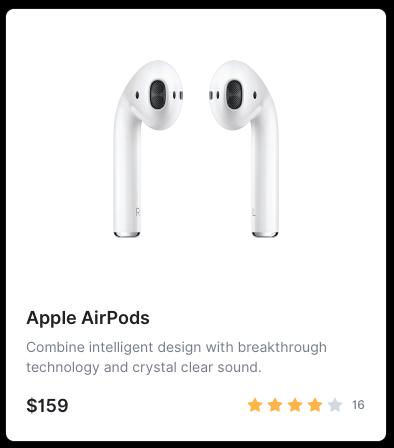 R L
Apple AirPods
Combine intelligent design with breakthrough
technology and crystal clear sound.
$159 16